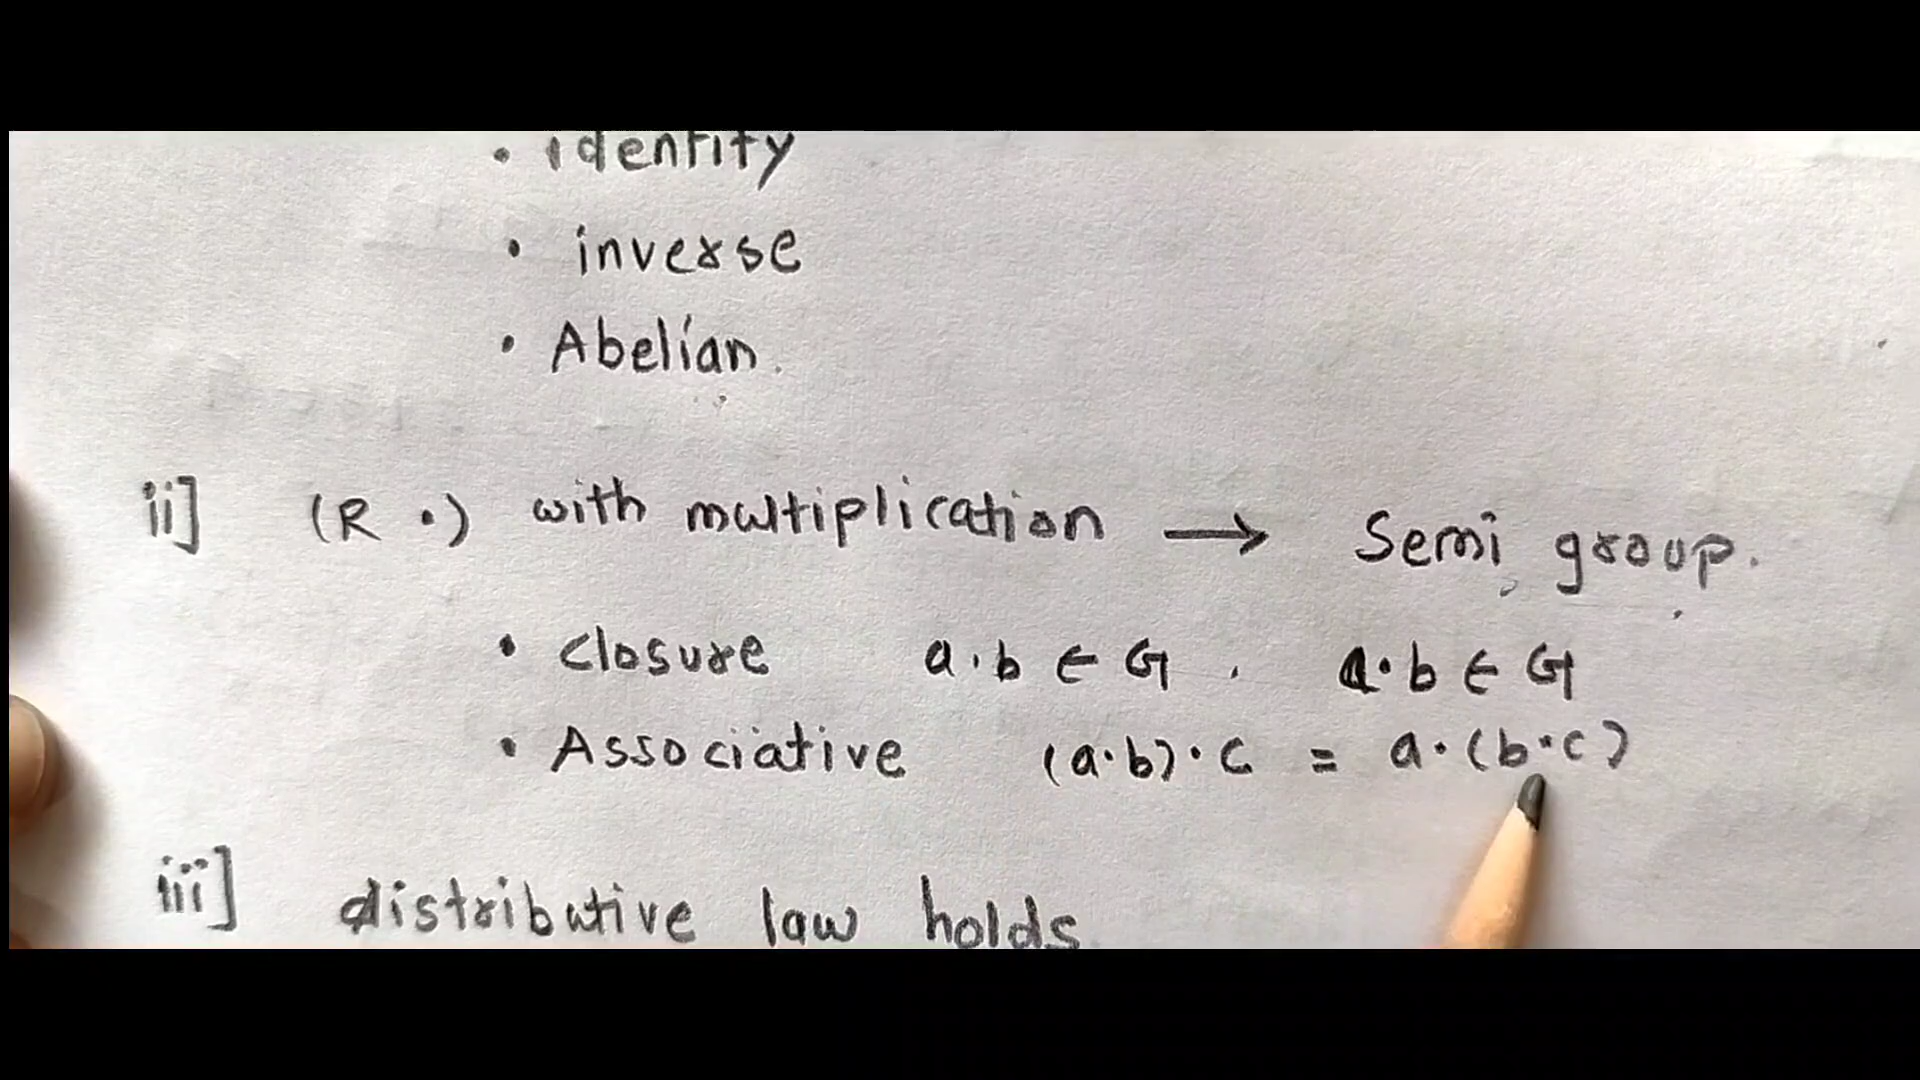 • identity
• inverse
• Abelian.
ii] (R •) with multiplication → Semi group.
• closure a.b ∈ G . a.b ∈ G
• Associative (a.b).c = a.(b.c)
iii] distributive law holds